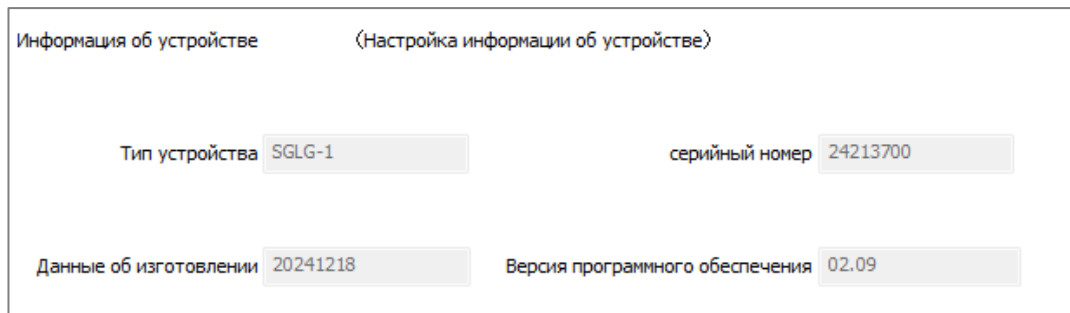 Информация об устройстве (Настройка информации об устройстве)
Тип устройства SGLG-1 серийный номер 24213700
Данные об изготовлении 20241218 Версия программного обеспечения 02.09